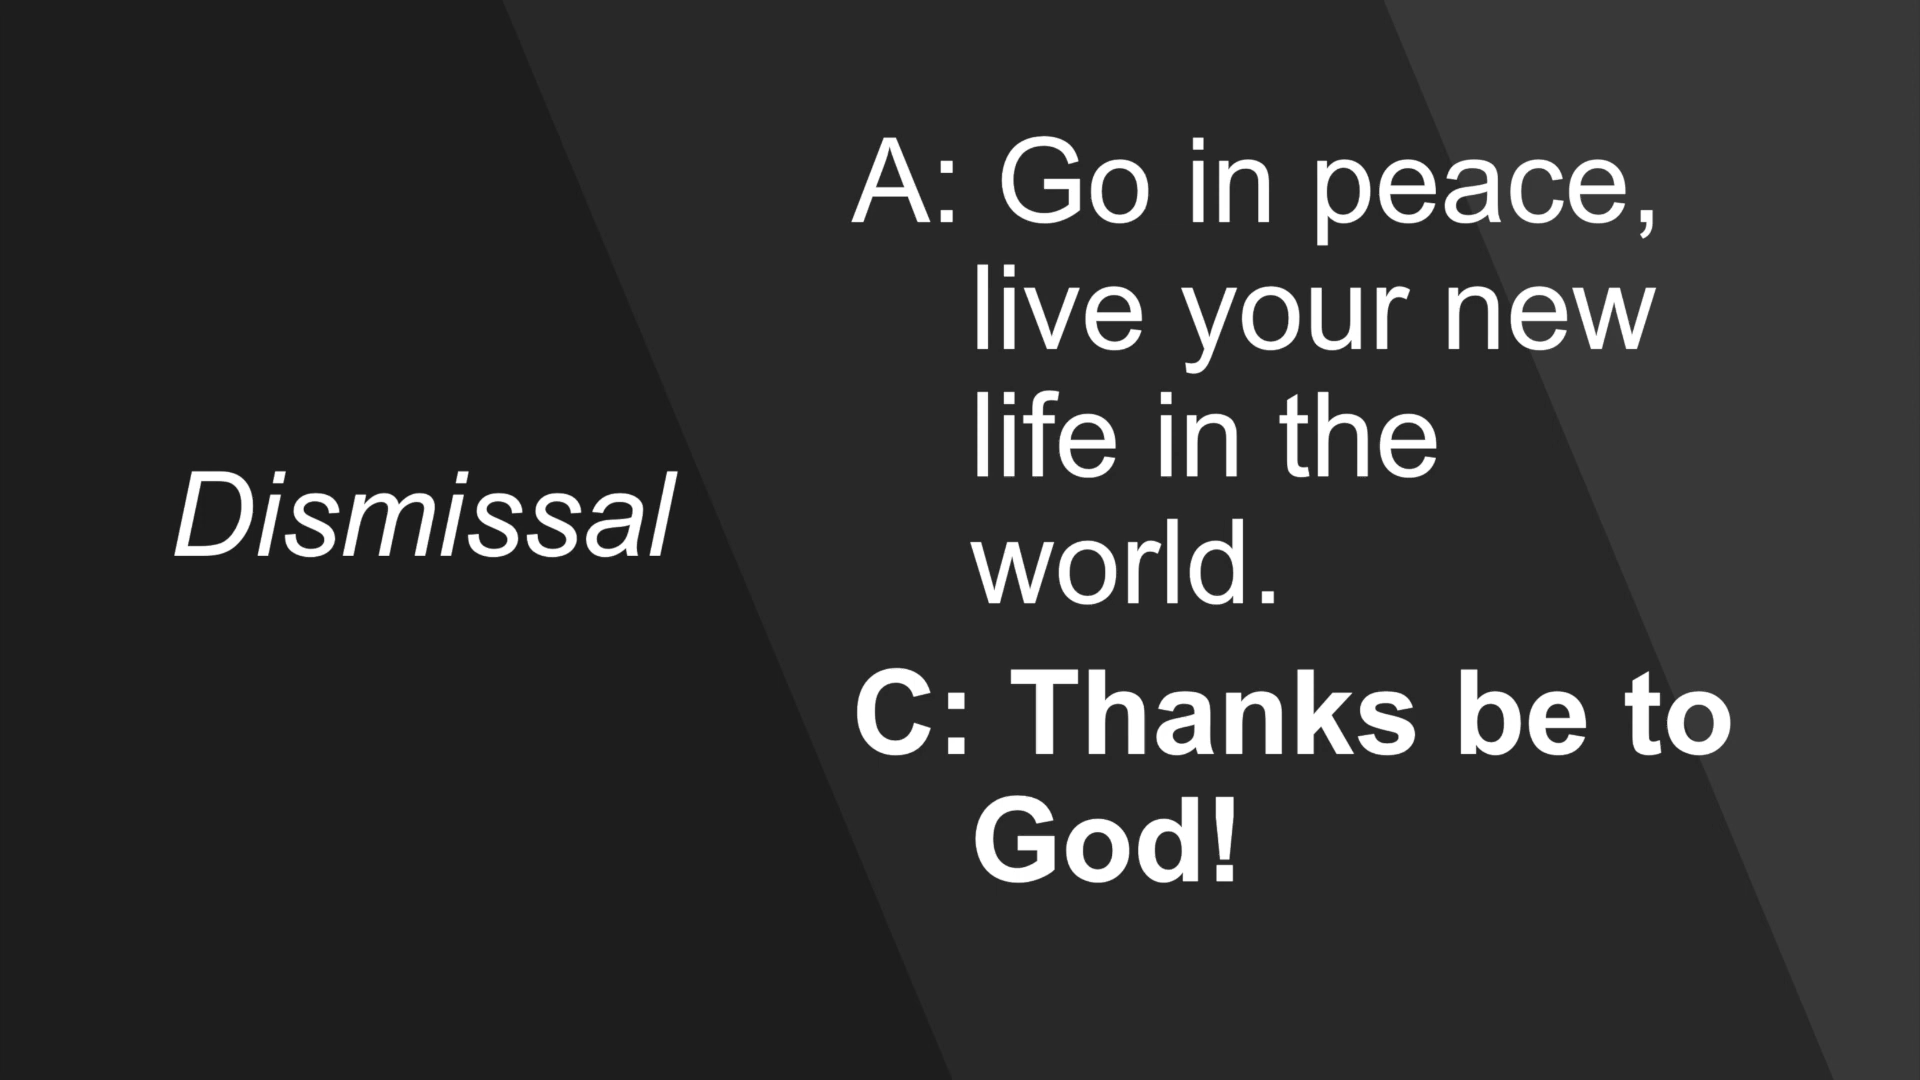 Dismissal
A: Go in peace,
live your new
life in the
world.
C: Thanks be to
God!